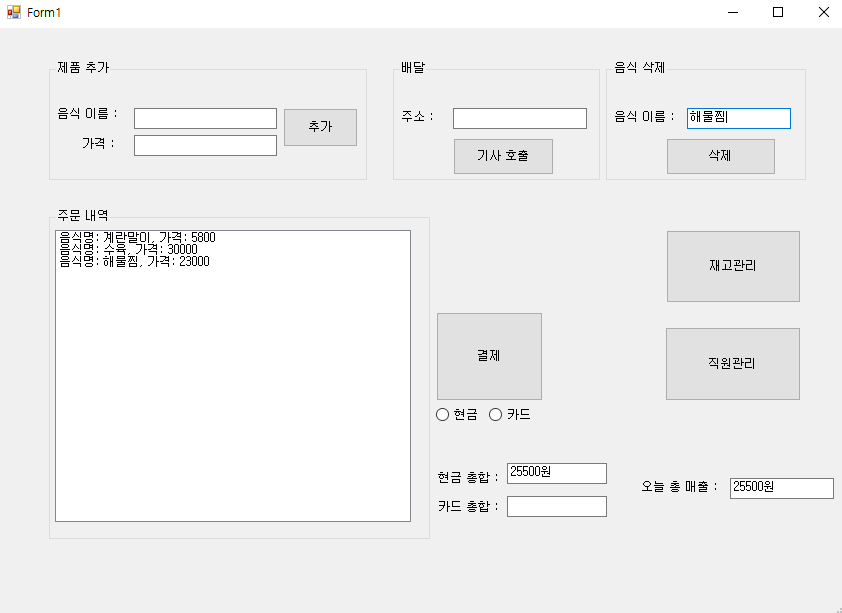 Form1
제품 추가
음식 이름 :
추가
가격 :
배달
주소 :
기사 호출
음식 삭제
음식 이름 :
해물찜
삭제
주문 내역
음식명: 계란말이, 가격: 5800
음식명: 수육, 가격: 30000
음식명: 해물찜, 가격: 23000
결제
현금
카드
재고관리
직원관리
현금 총합 :
25500원
카드 총합 :
오늘 총 매출 :
25500원